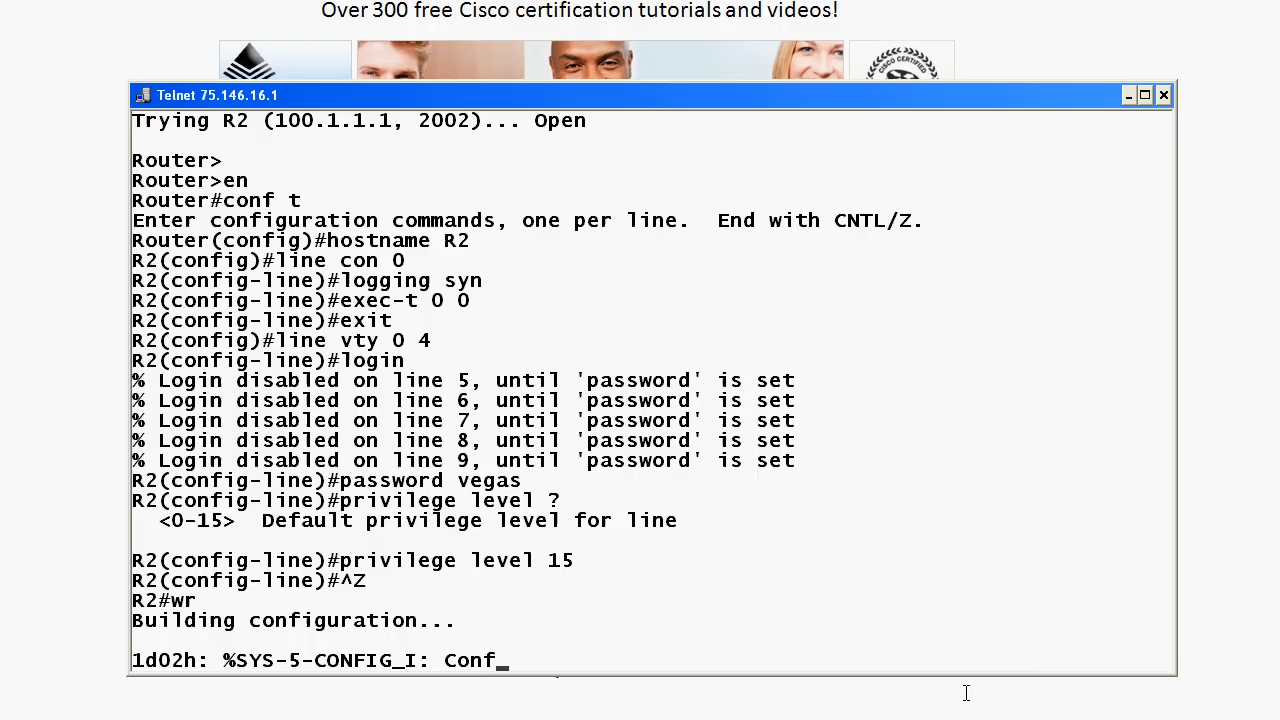 Over 300 free Cisco certification tutorials and videos!
CISCO CERTIFIED
Telnet 75.146.16.1
Trying R2 (100.1.1.1, 2002)... Open
Router>
Router>en
Router#conf t
Enter configuration commands, one per line.  End with CNTL/Z.
Router(config)#hostname R2
R2(config)#line con 0
R2(config-line)#logging syn
R2(config-line)#exec-t 0 0
R2(config-line)#exit
R2(config)#line vty 0 4
R2(config-line)#login
% Login disabled on line 5, until 'password' is set
% Login disabled on line 6, until 'password' is set
% Login disabled on line 7, until 'password' is set
% Login disabled on line 8, until 'password' is set
% Login disabled on line 9, until 'password' is set
R2(config-line)#password vegas
R2(config-line)#privilege level ?
<0-15>  Default privilege level for line
R2(config-line)#privilege level 15
R2(config-line)#^Z
R2#wr
Building configuration...
1d02h: %SYS-5-CONFIG_I: Conf_